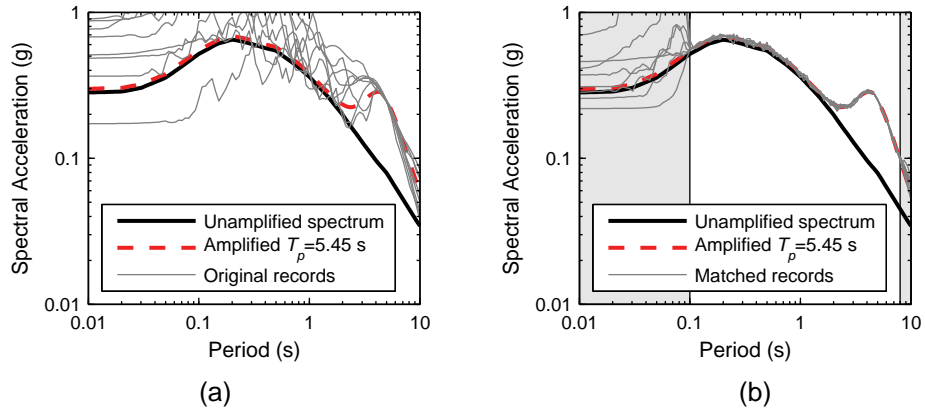 Spectral Acceleration (g)
1
0.1
0.01
Unamplified spectrum
Amplified Tp=5.45 s
Original records
0.01 0.1 1 10
Period (s)
(a)
Spectral Acceleration (g)
1
0.1
0.01
Unamplified spectrum
Amplified Tp=5.45 s
Matched records
0.01 0.1 1 10
Period (s)
(b)